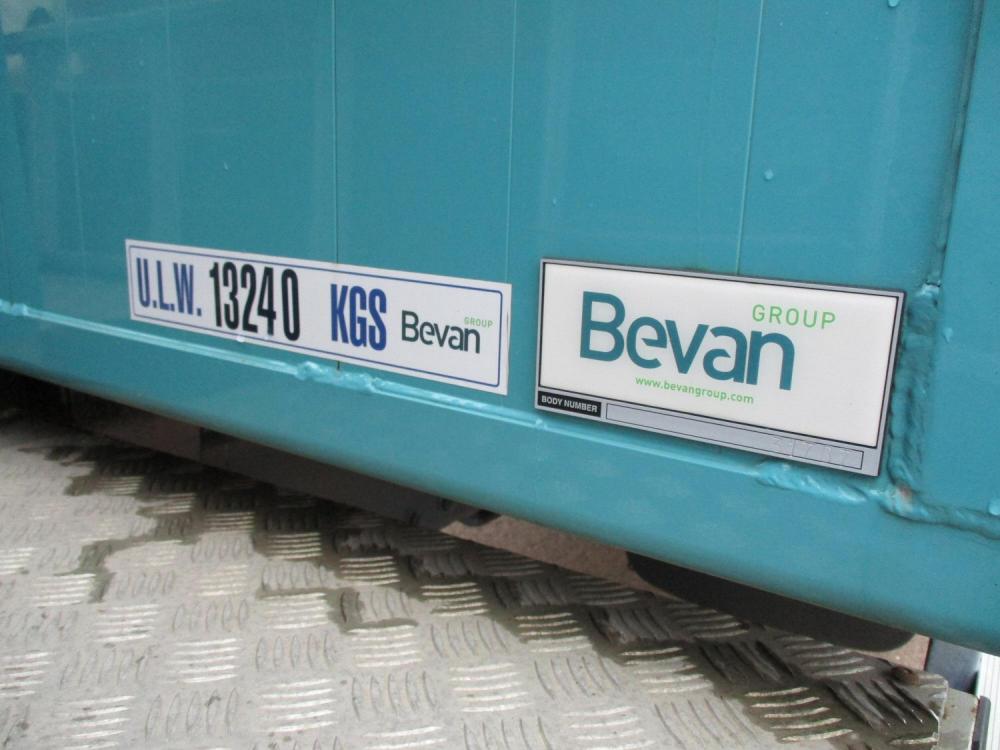 U.L.W. 13240 KGS Bevan GROUP
Bevan GROUP
www.bevangroup.com
BODY NUMBER